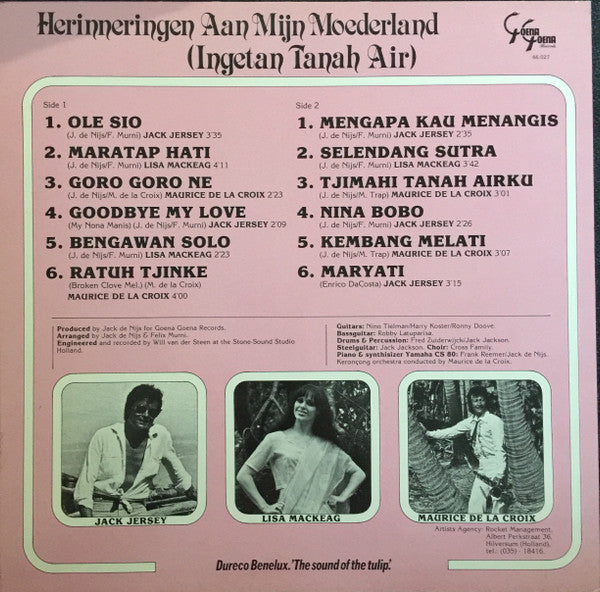 Herinneringen Aan Mijn Moederland
(Ingetan Tanah Air)
Goena Goena
Records
66.027
Side 1
1. OLE SIO
(J. de Nijs/F. Murni) JACK JERSEY 3'35
2. MARATAP HATI
(J. de Nijs/F. Murni) LISA MACKEAG 4'11
3. GORO GORO NE
(J. de Nijs/M. de la Croix) MAURICE DE LA CROIX 2'23
4. GOODBYE MY LOVE
(My Nona Manis) (J. de Nijs/F. Murni) JACK JERSEY 2'09
5. BENGAWAN SOLO
(J. de Nijs/F. Murni) LISA MACKEAG 2'23
6. RATUH TJINKE
(Broken Clove Mel.) (M. de la Croix)
MAURICE DE LA CROIX 4'00
Side 2
1. MENGAPA KAU MENANGIS
(J. de Nijs/F. Murni) JACK JERSEY 2'35
2. SELENDANG SUTRA
(J. de Nijs/F. Murni) LISA MACKEAG 3'42
3. TJIMAHI TANAH AIRKU
(J. de Nijs/M. Trap) MAURICE DE LA CROIX 3'01
4. NINA BOBO
(J. de Nijs/F. Murni) JACK JERSEY 2'26
5. KEMBANG MELATI
(J. de Nijs/M. Trap) MAURICE DE LA CROIX 3'07
6. MARYATI
(Enrico DaCosta) JACK JERSEY 3'15
Produced by Jack de Nijs for Goena Goena Records.
Arranged by Jack de Nijs & Felix Murni.
Engineered and recorded by Will van der Steen at the Stone-Sound Studio
Holland.
Guitars: Nino Tielman/Harry Koster/Ronny Doove.
Bassguitar: Robby Latuparisa.
Drums & Percussion: Fred Zuiderwijck/Jack Jackson.
Steelguitar: Jack Jackson. Choir: Cross Family.
Piano & synthisizer Yamaha CS 80: Frank Reemer/Jack de Nijs.
Kerongçong orchestra conducted by Maurice de la Croix.
JACK JERSEY
LISA MACKEAG
MAURICE DE LA CROIX
Artists Agency: Rocket Management,
Albert Perkstraat 36,
Hilversum (Holland),
tel.: (035) - 18416.
Dureco Benelux. 'The sound of the tulip.'